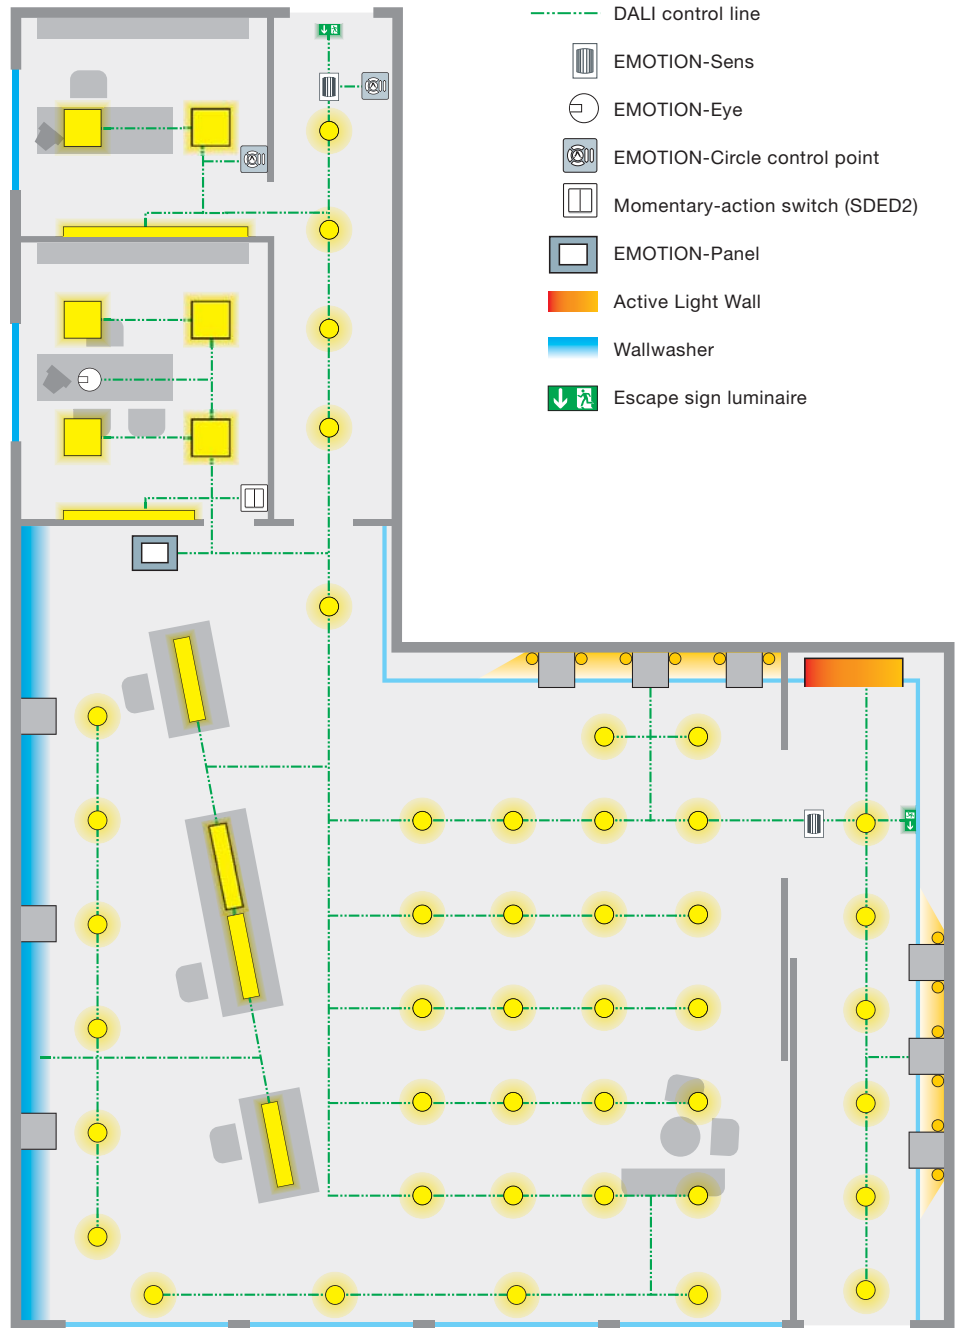 DALI control line
EMOTION-Sens
EMOTION-Eye
EMOTION-Circle control point
Momentary-action switch (SDED2)
EMOTION-Panel
Active Light Wall
Wallwasher
Escape sign luminaire